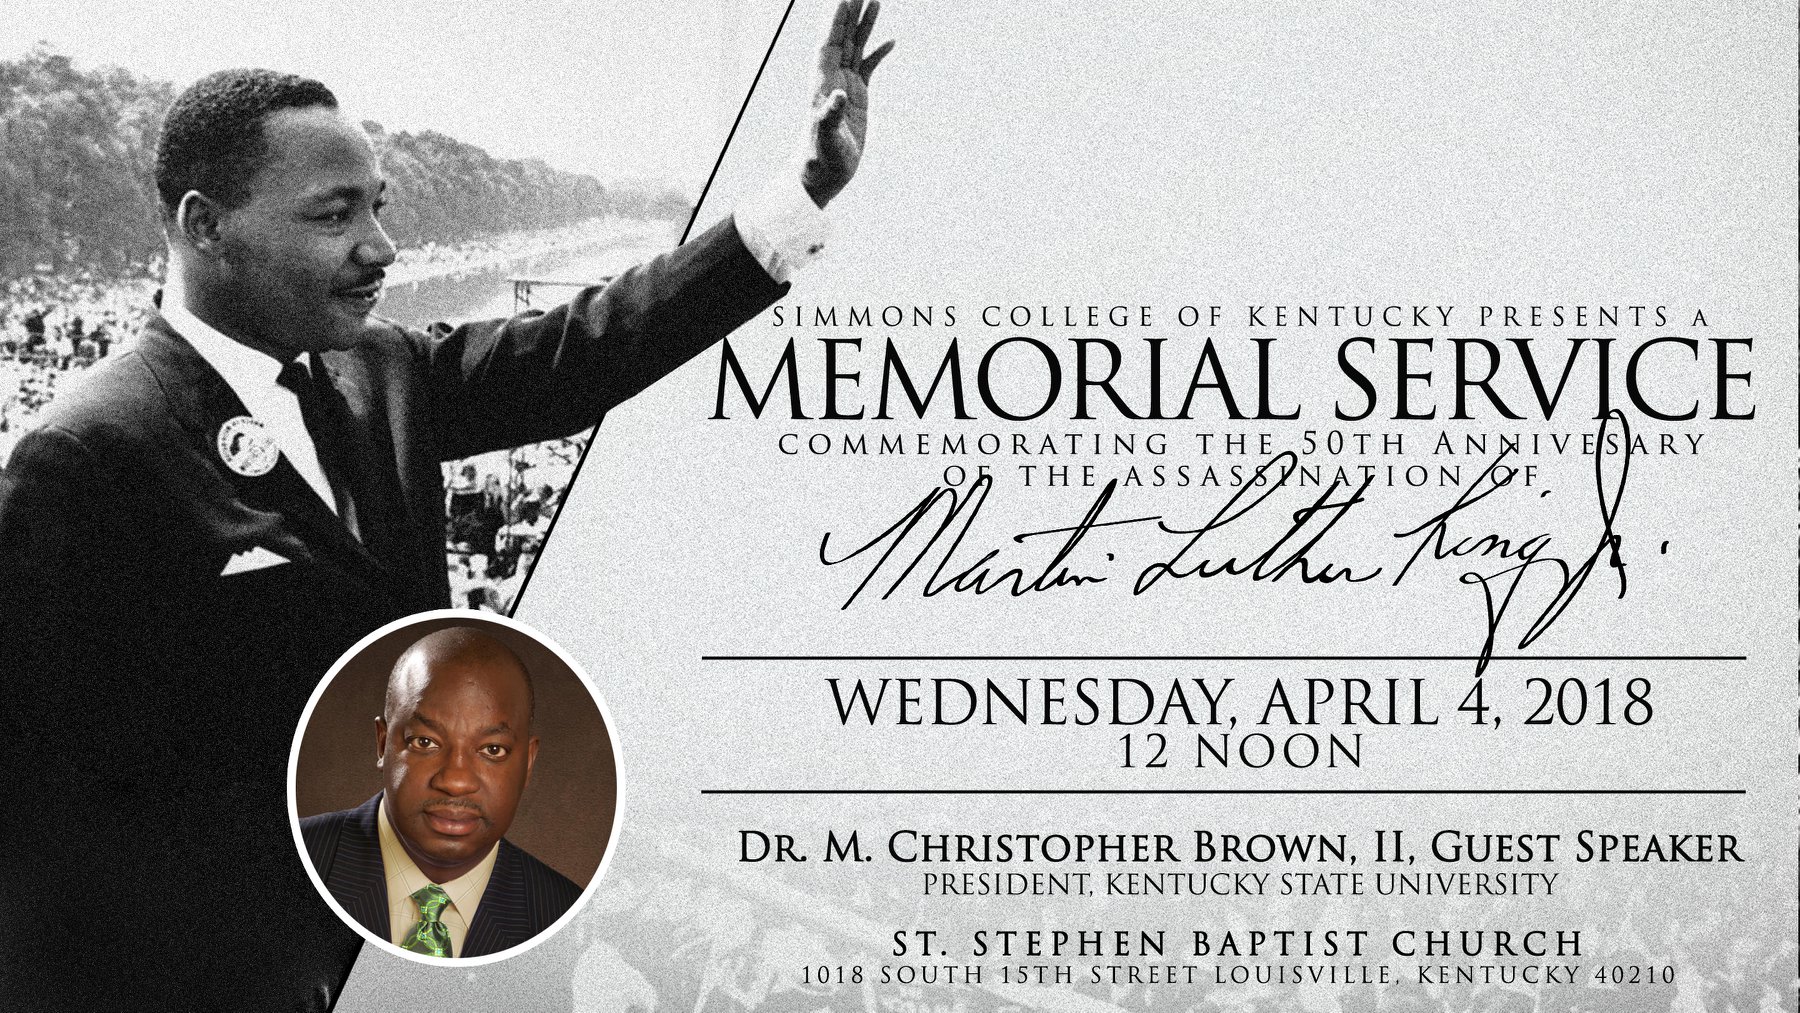 SIMMONS COLLEGE OF KENTUCKY PRESENTS A
MEMORIAL SERVICE
COMMEMORATING THE 50TH ANNIVESARY
OF THE ASSASSINATION OF
Martin Luther King Jr.
WEDNESDAY, APRIL 4, 2018
12 NOON
DR. M. CHRISTOPHER BROWN, II, GUEST SPEAKER
PRESIDENT, KENTUCKY STATE UNIVERSITY
ST. STEPHEN BAPTIST CHURCH
1018 SOUTH 15TH STREET LOUISVILLE, KENTUCKY 40210